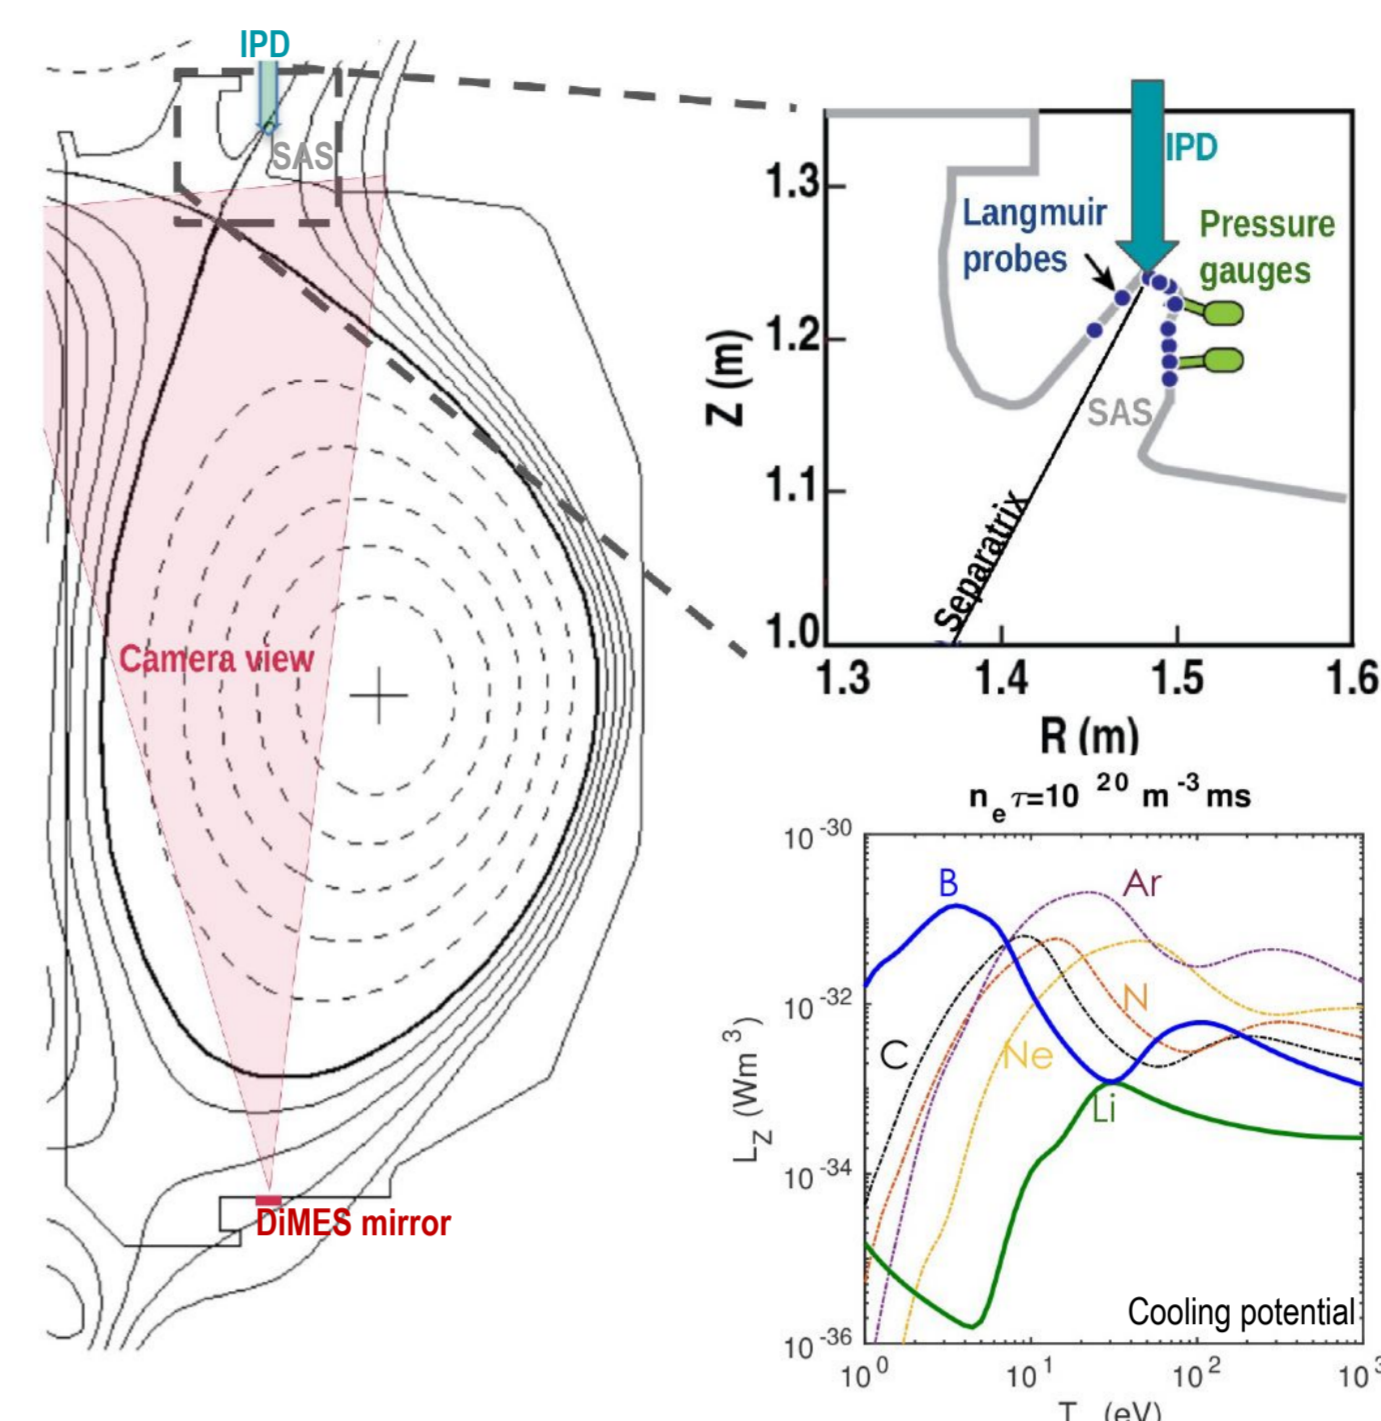 IPD
SAS
Camera view
DiMES mirror
IPD
Langmuir
probes
Pressure
gauges
SAS
Separatrix
Z (m)
1.3
1.2
1.1
1.0
1.3 1.4 1.5 1.6
R (m)
n e τ=10 20 m -3 ms
10 -30
10 -32
10 -34
10 -36
L Z (Wm 3)
B
Ar
N
C
Ne
Li
Cooling potential
10 0 10 1 10 2 10 3
T (eV)